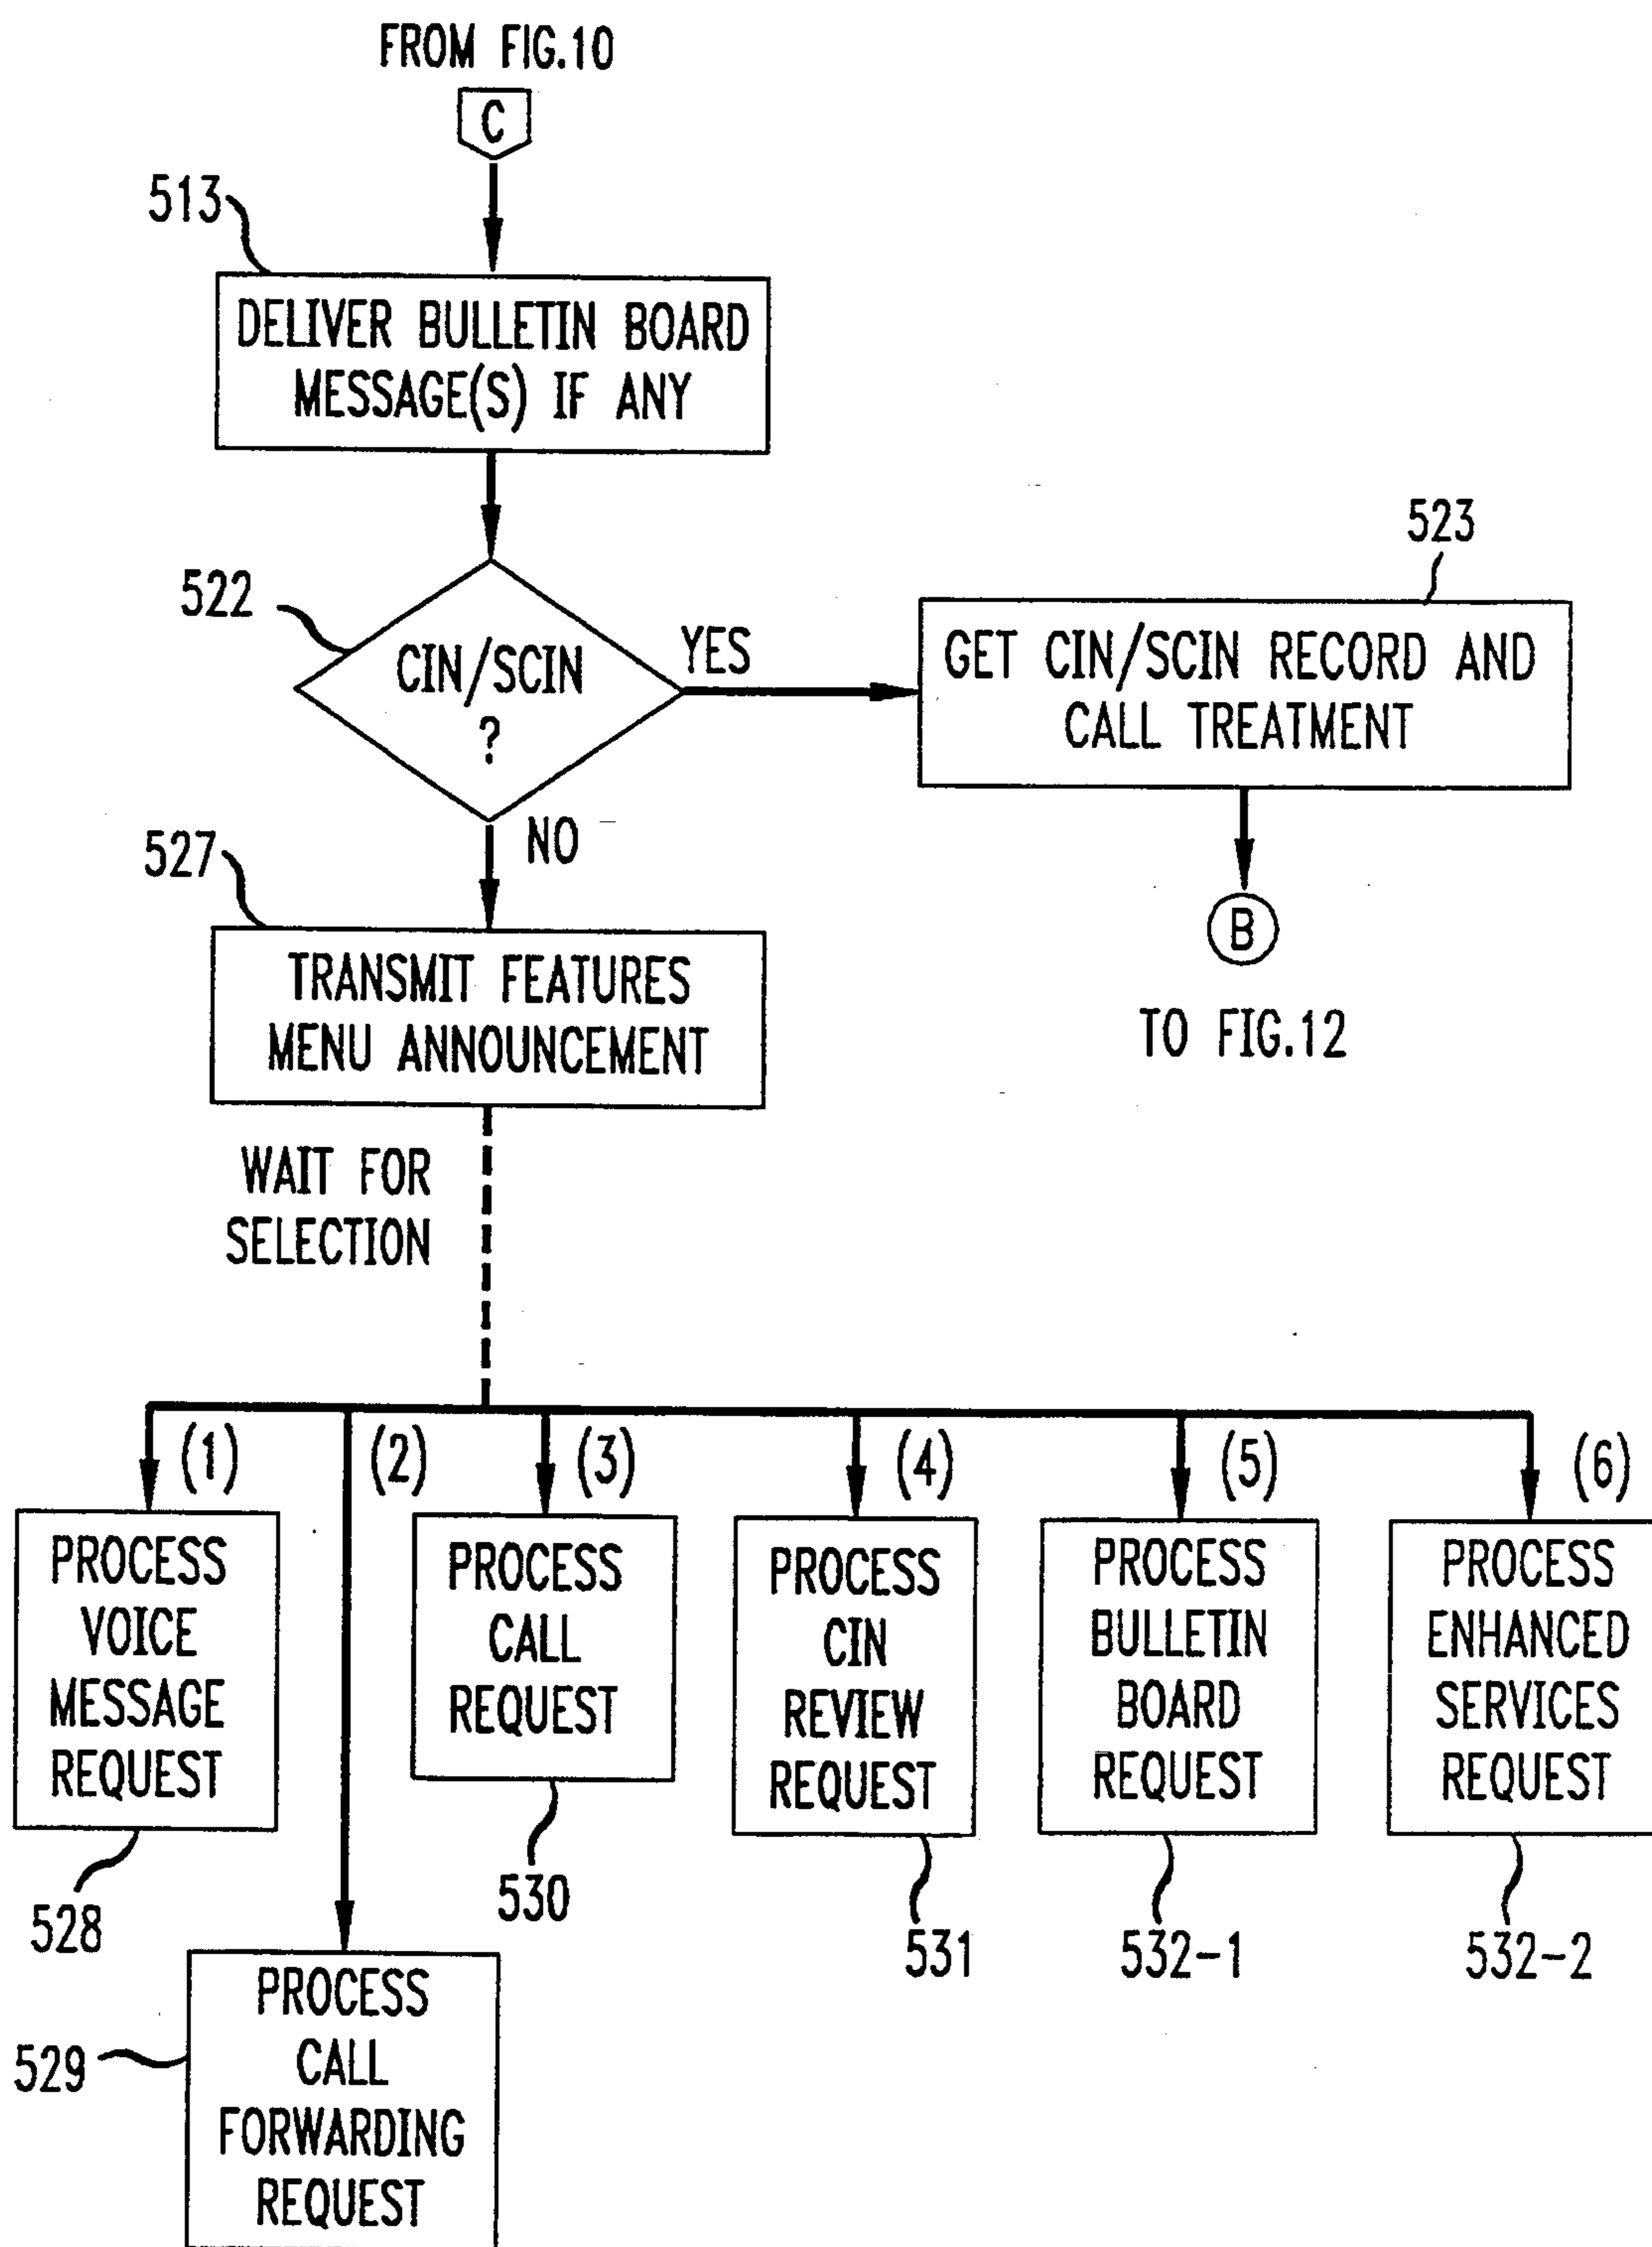 FROM FIG.10
C
513
DELIVER BULLETIN BOARD
MESSAGE(S) IF ANY
522
CIN/SCIN
?
YES
523
GET CIN/SCIN RECORD AND
CALL TREATMENT
B
TO FIG.12
NO
527
TRANSMIT FEATURES
MENU ANNOUNCEMENT
WAIT FOR
SELECTION
(1)
(2)
(3)
(4)
(5)
(6)
PROCESS
VOICE
MESSAGE
REQUEST
528
PROCESS
CALL
REQUEST
530
PROCESS
CIN
REVIEW
REQUEST
531
PROCESS
BULLETIN
BOARD
REQUEST
532-1
PROCESS
ENHANCED
SERVICES
REQUEST
532-2
529
PROCESS
CALL
FORWARDING
REQUEST